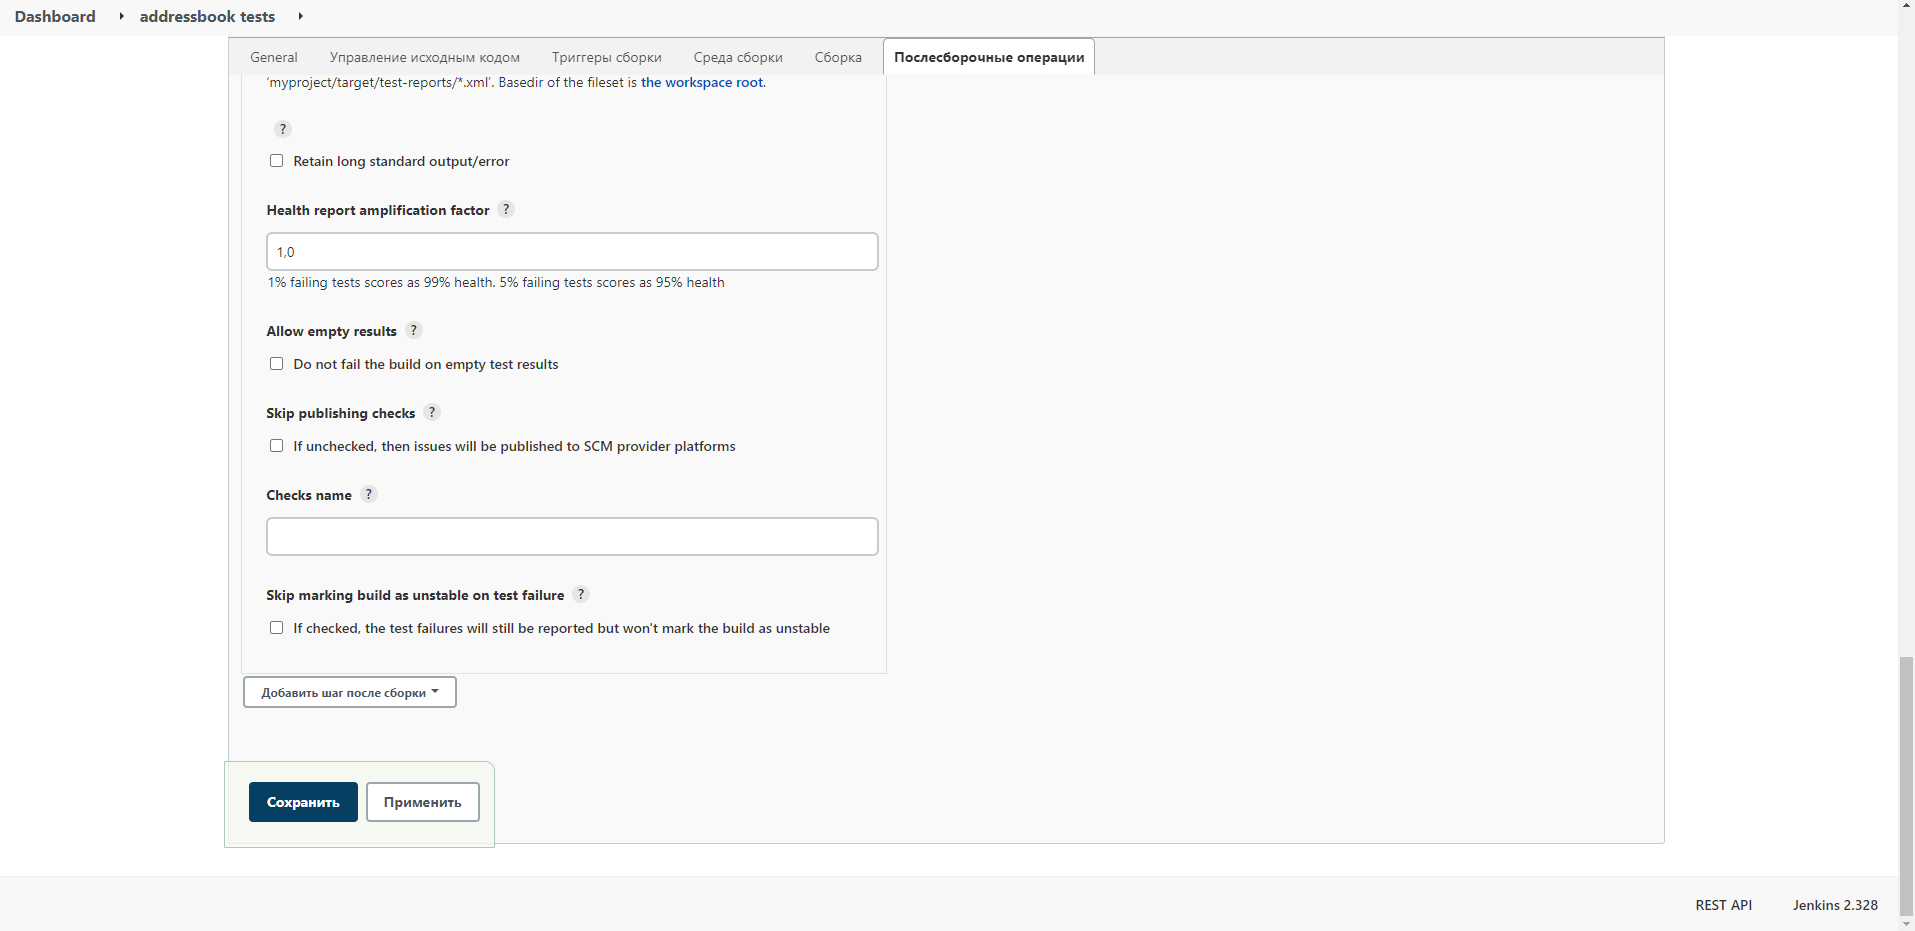 Dashboard addressbook tests
General Управление исходным кодом Триггеры сборки Среда сборки Сборка Послесборочные операции
'myproject/target/test-reports/*.xml'. Basedir of the fileset is the workspace root.
?
Retain long standard output/error
Health report amplification factor ?
1,0
1% failing tests scores as 99% health. 5% failing tests scores as 95% health
Allow empty results ?
Do not fail the build on empty test results
Skip publishing checks ?
If unchecked, then issues will be published to SCM provider platforms
Checks name ?
Skip marking build as unstable on test failure ?
If checked, the test failures will still be reported but won't mark the build as unstable
Добавить шаг после сборки
Сохранить Применить
REST API Jenkins 2.328